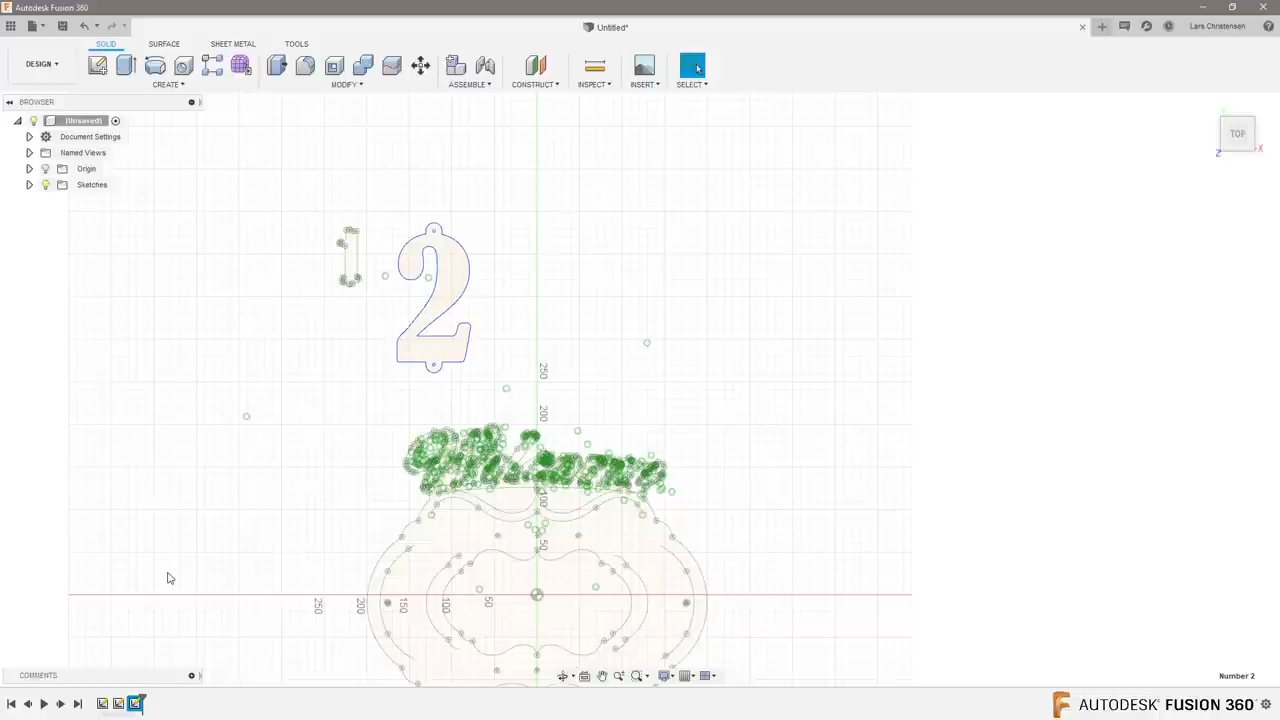 Autodesk Fusion 360
Untitled*
Lars Christensen
SOLID SURFACE SHEET METAL TOOLS
DESIGN
CREATE MODIFY ASSEMBLE CONSTRUCT INSPECT INSERT SELECT
BROWSER
(Unsaved)
Document Settings
Named Views
Origin
Sketches
TOP
X
Z
Y
1
2
250
200
100
50
250 200 150 100 50
COMMENTS
Number 2
AUTODESK FUSION 360